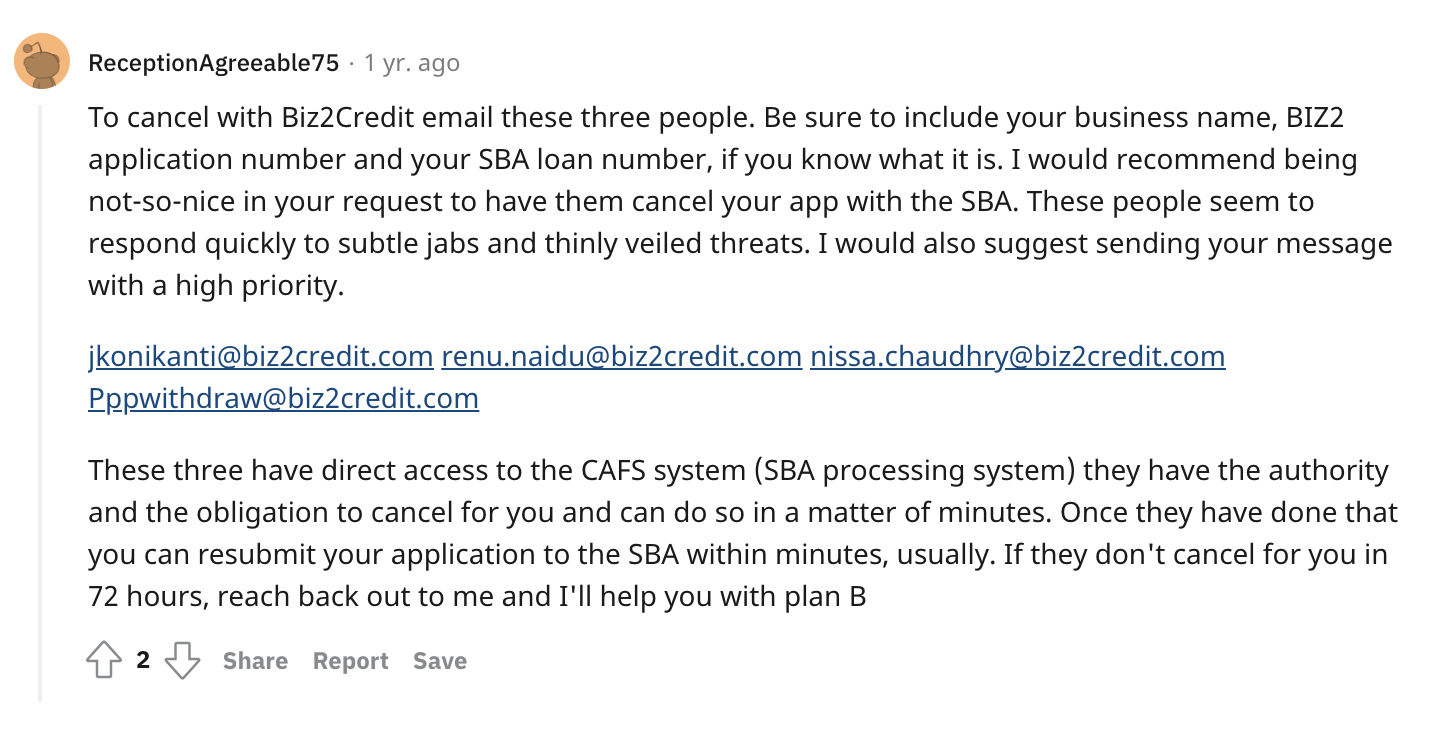 ReceptionAgreeable75 · 1 yr. ago
To cancel with Biz2Credit email these three people. Be sure to include your business name, BIZ2
application number and your SBA loan number, if you know what it is. I would recommend being
not-so-nice in your request to have them cancel your app with the SBA. These people seem to
respond quickly to subtle jabs and thinly veiled threats. I would also suggest sending your message
with a high priority.
jkonikanti@biz2credit.com renu.naidu@biz2credit.com nissa.chaudhry@biz2credit.com
Pppwithdraw@biz2credit.com
These three have direct access to the CAFS system (SBA processing system) they have the authority
and the obligation to cancel for you and can do so in a matter of minutes. Once they have done that
you can resubmit your application to the SBA within minutes, usually. If they don't cancel for you in
72 hours, reach back out to me and I'll help you with plan B
2 Share Report Save